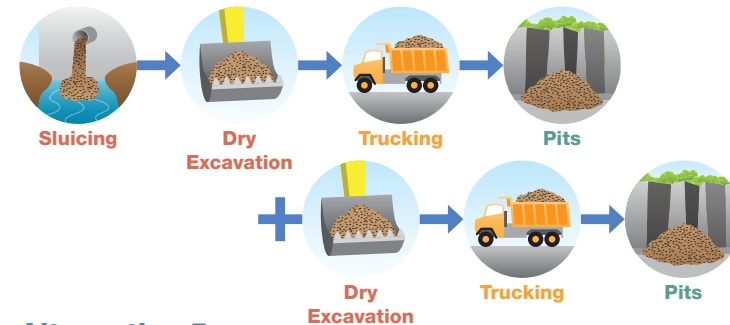 Sluicing
Dry
Excavation
Trucking
Pits
Dry
Excavation
Trucking
Pits